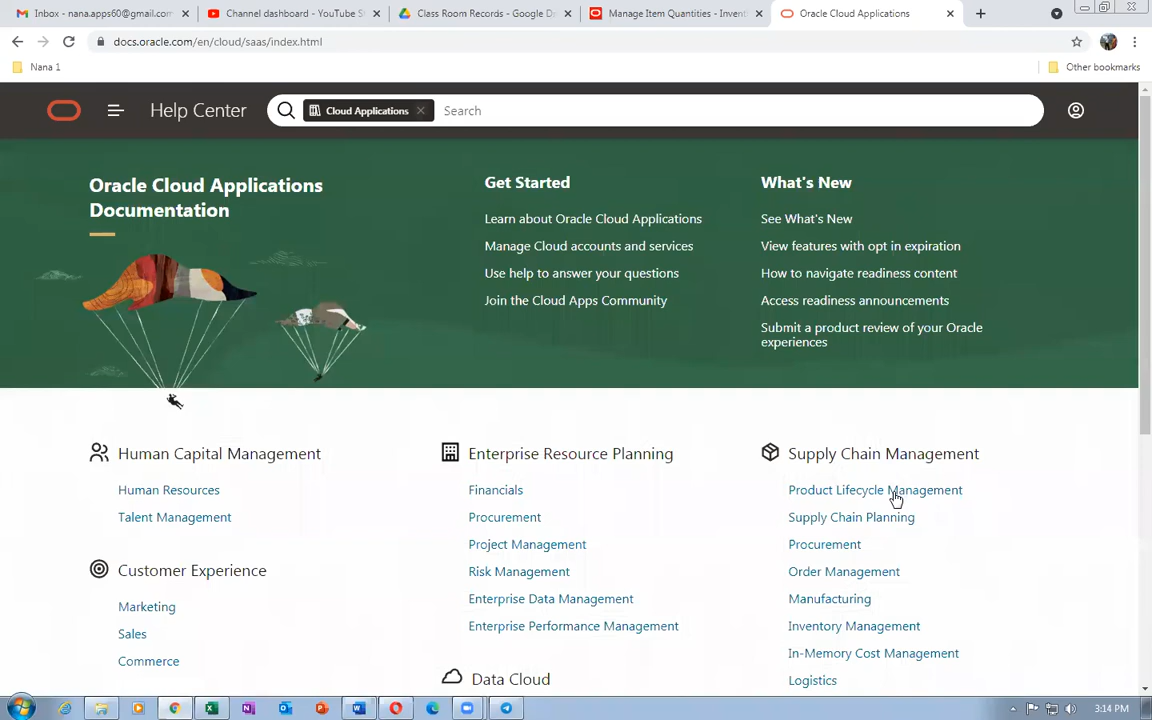 Inbox - nana.apps60@gmail.com
Channel dashboard - YouTube S
Class Room Records - Google D
Manage Item Quantities - Invent
Oracle Cloud Applications
docs.oracle.com/en/cloud/saas/index.html
Nana 1
Other bookmarks
Help Center
Cloud Applications
Search
Oracle Cloud Applications
Documentation
Get Started
Learn about Oracle Cloud Applications
Manage Cloud accounts and services
Use help to answer your questions
Join the Cloud Apps Community
What's New
See What's New
View features with opt in expiration
How to navigate readiness content
Access readiness announcements
Submit a product review of your Oracle
experiences
Human Capital Management
Human Resources
Talent Management
Customer Experience
Marketing
Sales
Commerce
Enterprise Resource Planning
Financials
Procurement
Project Management
Risk Management
Enterprise Data Management
Enterprise Performance Management
Data Cloud
Supply Chain Management
Product Lifecycle Management
Supply Chain Planning
Procurement
Order Management
Manufacturing
Inventory Management
In-Memory Cost Management
Logistics
3:14 PM